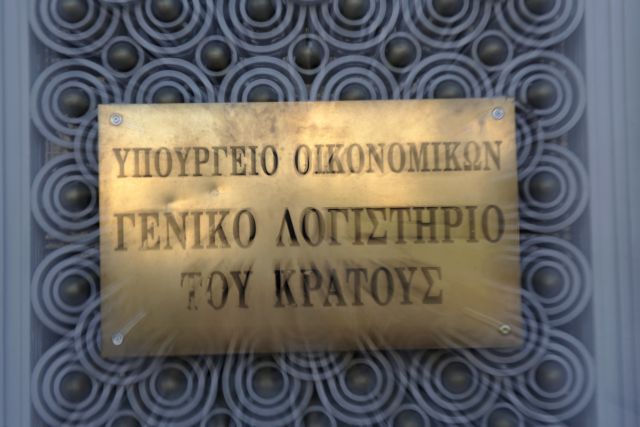 ΥΠΟΥΡΓΕΙΟ ΟΙΚΟΝΟΜΙΚΩΝ
ΓΕΝΙΚΟ ΛΟΓΙΣΤΗΡΙΟ
ΤΟΥ ΚΡΑΤΟΥΣ